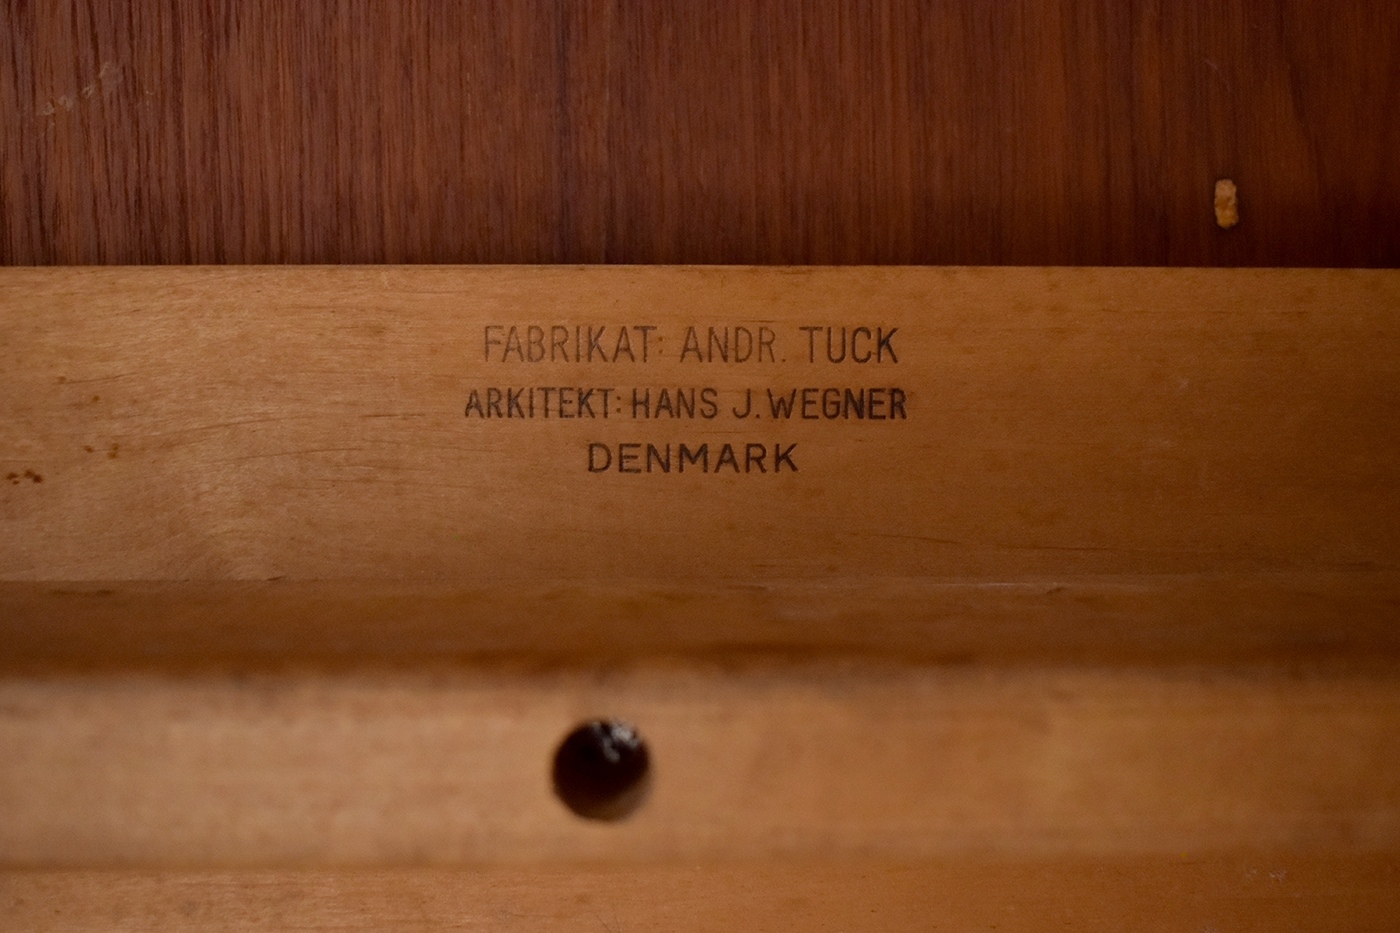 FABRIKAT: ANDR. TUCK
ARKITEKT: HANS J. WEGNER
DENMARK